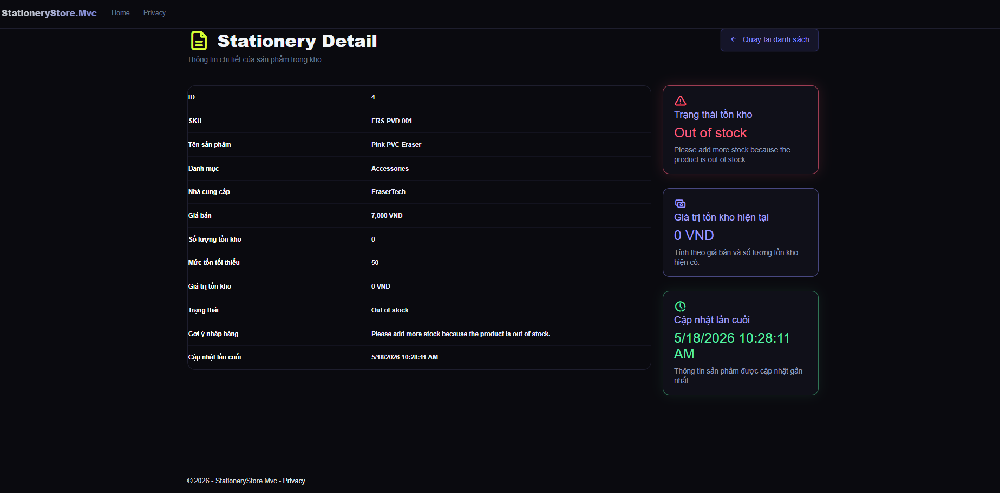 StationeryStore.Mvc Home Privacy
Stationery Detail
← Quay lại danh sách
Thông tin chi tiết của sản phẩm trong kho.
ID 4
SKU ERS-PVD-001
Tên sản phẩm Pink PVC Eraser
Danh mục Accessories
Nhà cung cấp EraserTech
Giá bán 7,000 VND
Số lượng tồn kho 0
Mức tồn tối thiểu 50
Giá trị tồn kho 0 VND
Trạng thái Out of stock
Gợi ý nhập hàng Please add more stock because the product is out of stock.
Cập nhật lần cuối 5/18/2026 10:28:11 AM
Trạng thái tồn kho
Out of stock
Please add more stock because the
product is out of stock.
Giá trị tồn kho hiện tại
0 VND
Tính theo giá bán và số lượng tồn kho
hiện có.
Cập nhật lần cuối
5/18/2026 10:28:11
AM
Thông tin sản phẩm được cập nhật gần
nhất.
© 2026 - StationeryStore.Mvc - Privacy